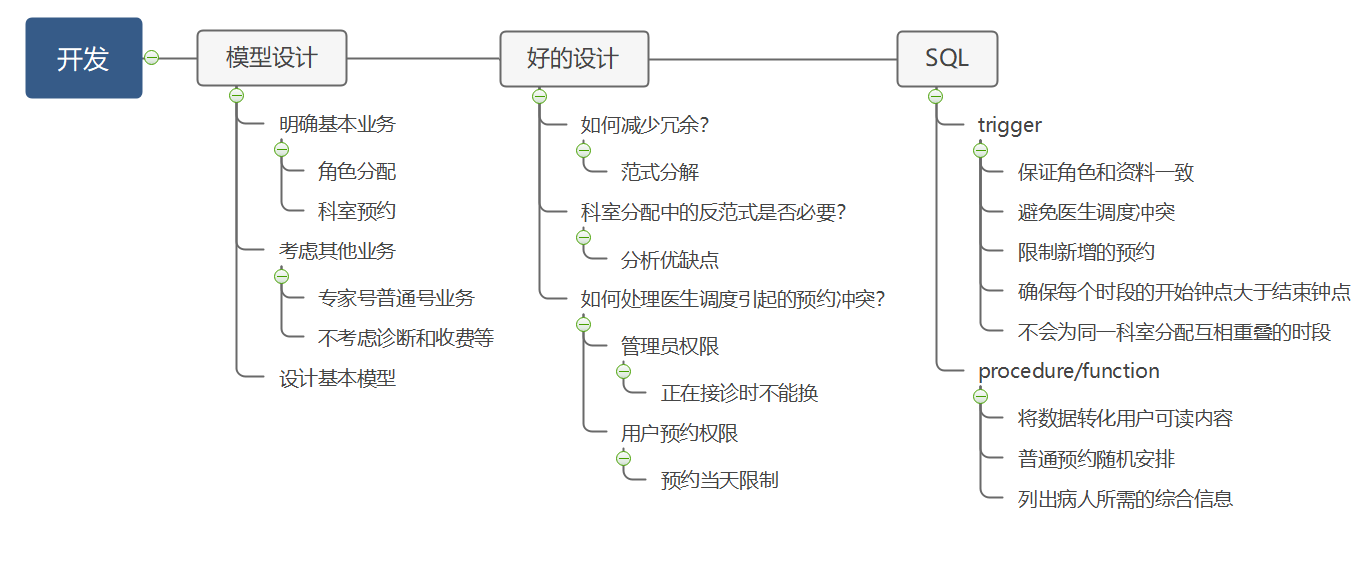 开发
模型设计
明确基本业务
角色分配
科室预约
考虑其他业务
专家号普通号业务
不考虑诊断和收费等
设计基本模型
好的设计
如何减少冗余?
范式分解
科室分配中的反范式是否必要?
分析优缺点
如何处理医生调度引起的预约冲突?
管理员权限
正在接诊时不能换
用户预约权限
预约当天限制
SQL
trigger
保证角色和资料一致
避免医生调度冲突
限制新增的预约
确保每个时段的开始钟点大于结束钟点
不会为同一科室分配互相重叠的时段
procedure/function
将数据转化用户可读内容
普通预约随机安排
列出病人所需的综合信息